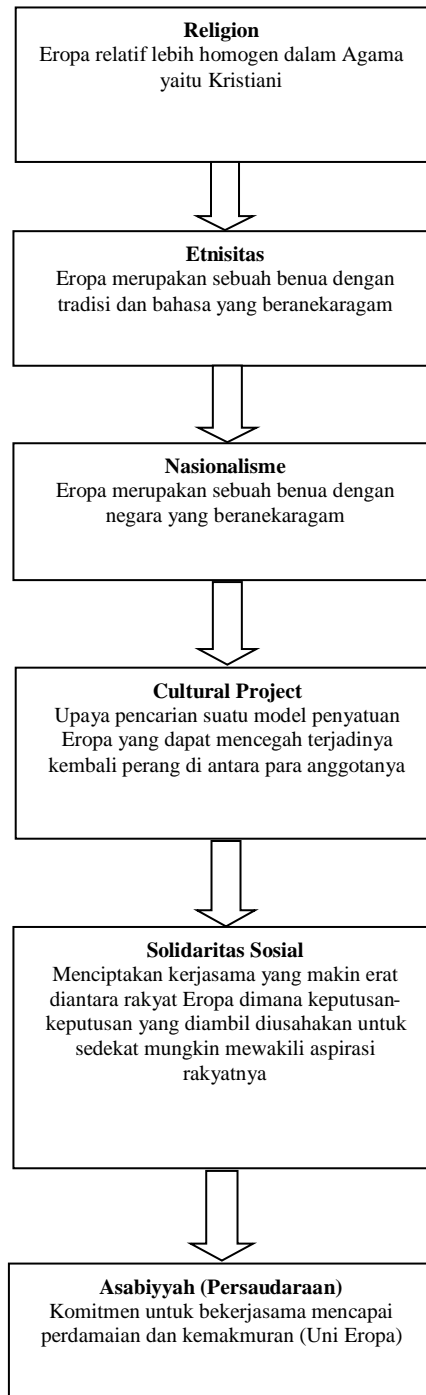 Religion
Eropa relatif lebih homogen dalam Agama
yaitu Kristiani
Etnisitas
Eropa merupakan sebuah benua dengan
tradisi dan bahasa yang beranekaragam
Nasionalisme
Eropa merupakan sebuah benua dengan
negara yang beranekaragam
Cultural Project
Upaya pencarian suatu model penyatuan
Eropa yang dapat mencegah terjadinya
kembali perang di antara para anggotanya
Solidaritas Sosial
Menciptakan kerjasama yang makin erat
diantara rakyat Eropa dimana keputusan-
keputusan yang diambil diusahakan untuk
sedekat mungkin mewakili aspirasi
rakyatnya
Asabiyyah (Persaudaraan)
Komitmen untuk bekerjasama mencapai
perdamaian dan kemakmuran (Uni Eropa)